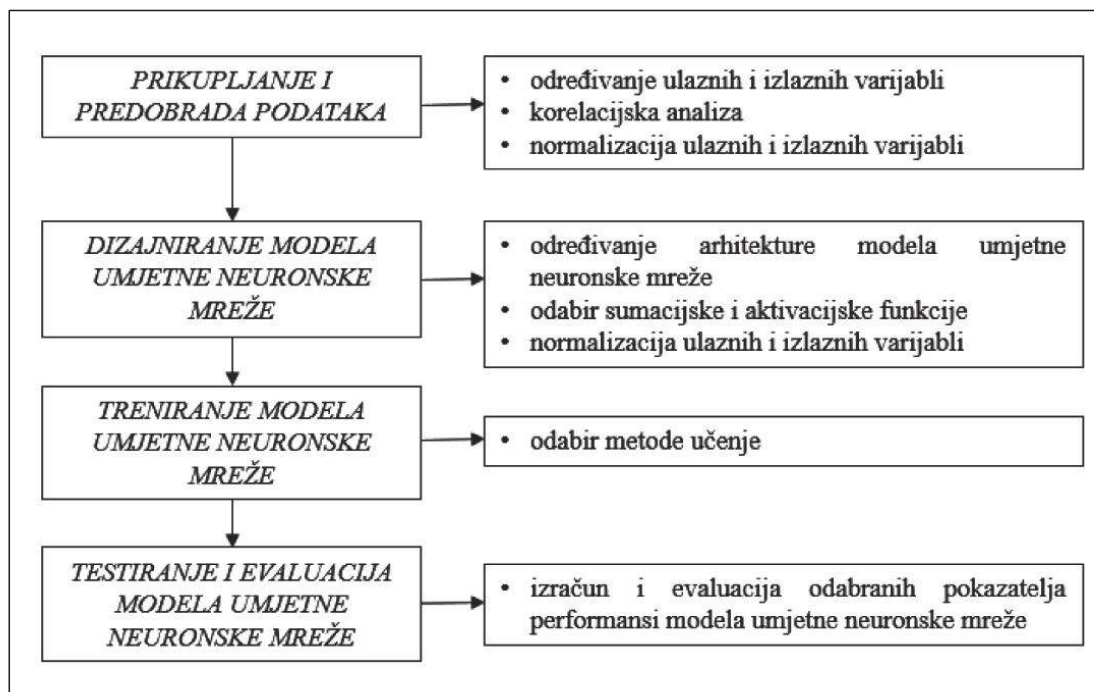 PRIKUPLJANJE I
PREDOBRADA PODATAKA
• određivanje ulaznih i izlaznih varijabli
• korelacijska analiza
• normalizacija ulaznih i izlaznih varijabli
DIZAJNIRANJE MODELA
UMJETNE NEURONSKE
MREŽE
• određivanje arhitekture modela umjetne
neuronske mreže
• odabir sumacijske i aktivacijske funkcije
• normalizacija ulaznih i izlaznih varijabli
TRENIRANJE MODELA
UMJETNE NEURONSKE
MREŽE
• odabir metode učenje
TESTIRANJE I EVALUACIJA
MODELA UMJETNE
NEURONSKE MREŽE
• izračun i evaluacija odabranih pokazatelja
performansi modela umjetne neuronske mreže